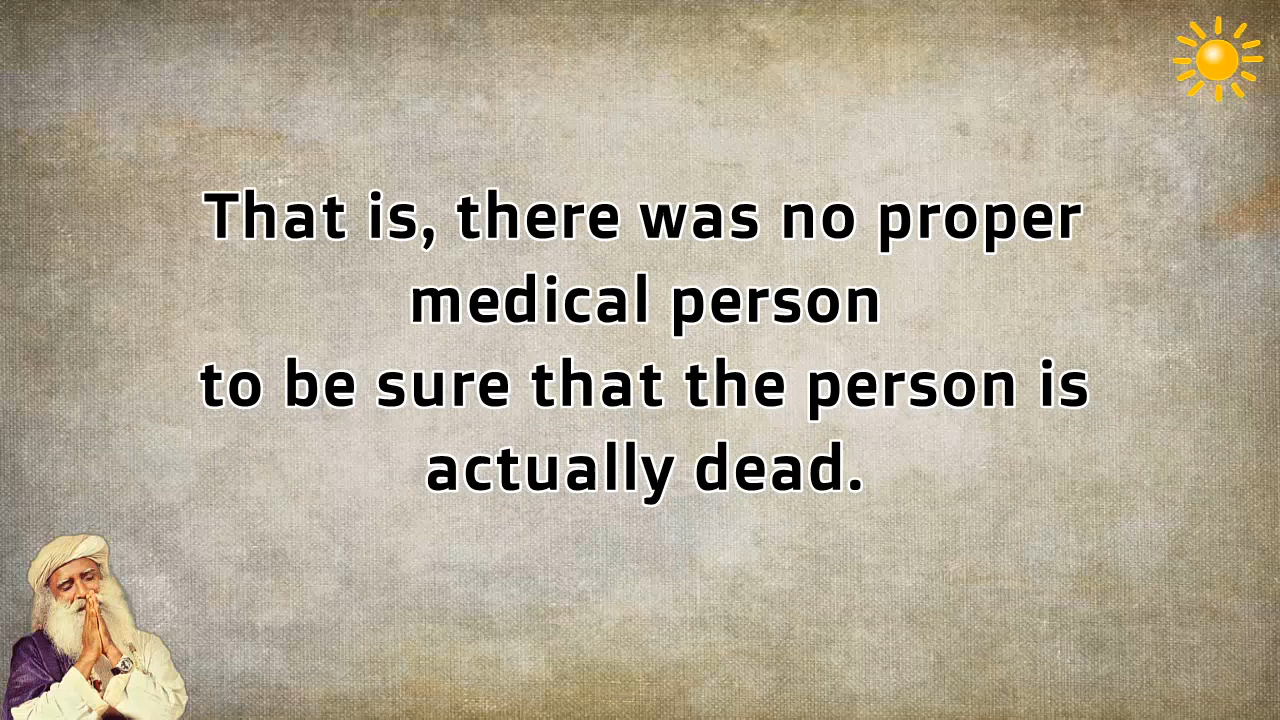 That is, there was no proper
medical person
to be sure that the person is
actually dead.